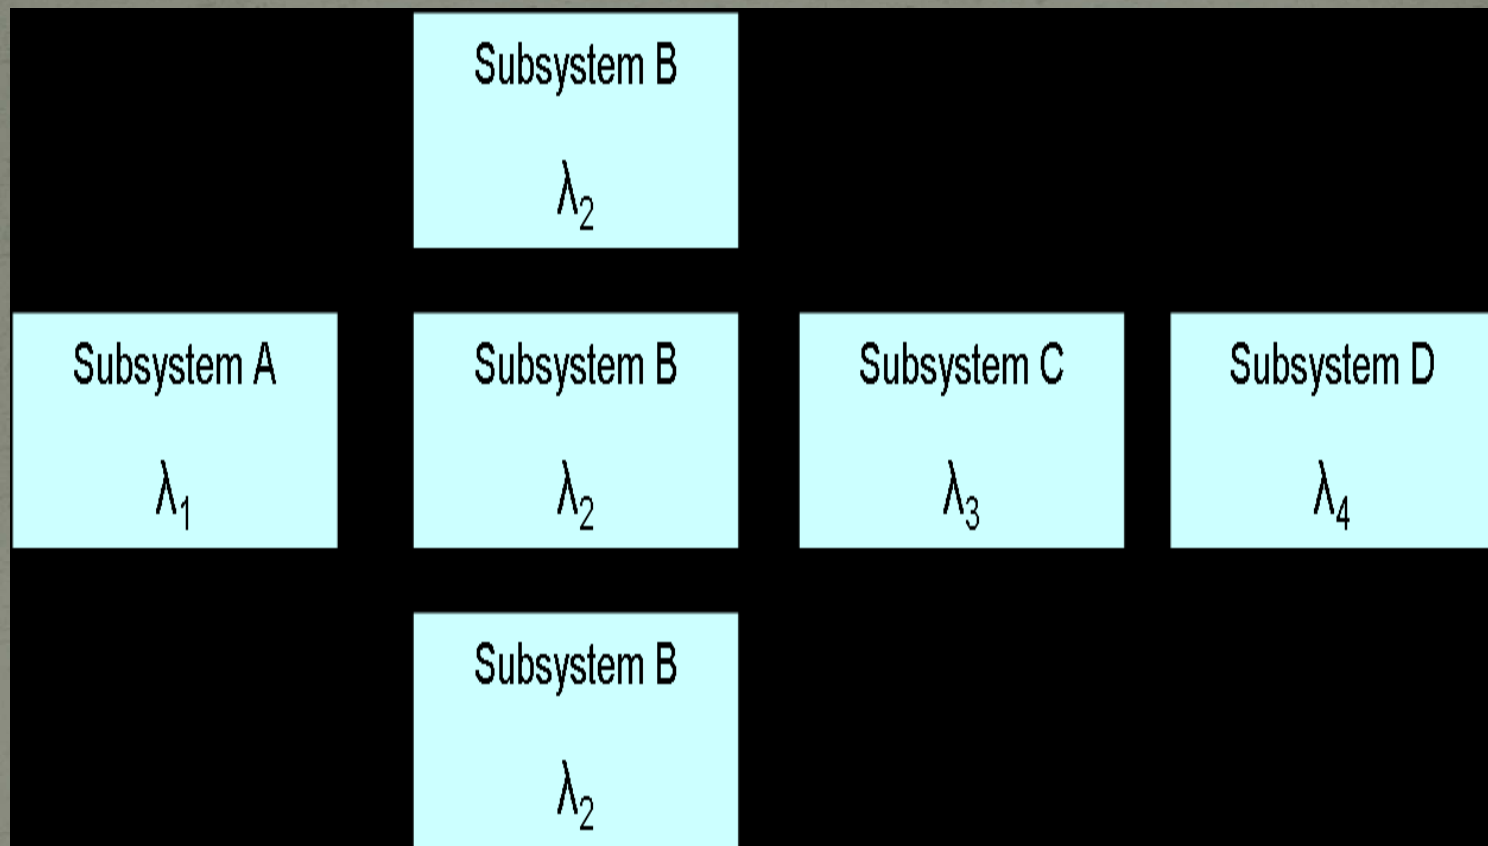 Subsystem B
λ2
Subsystem A
λ1
Subsystem B
λ2
Subsystem C
λ3
Subsystem D
λ4
Subsystem B
λ2